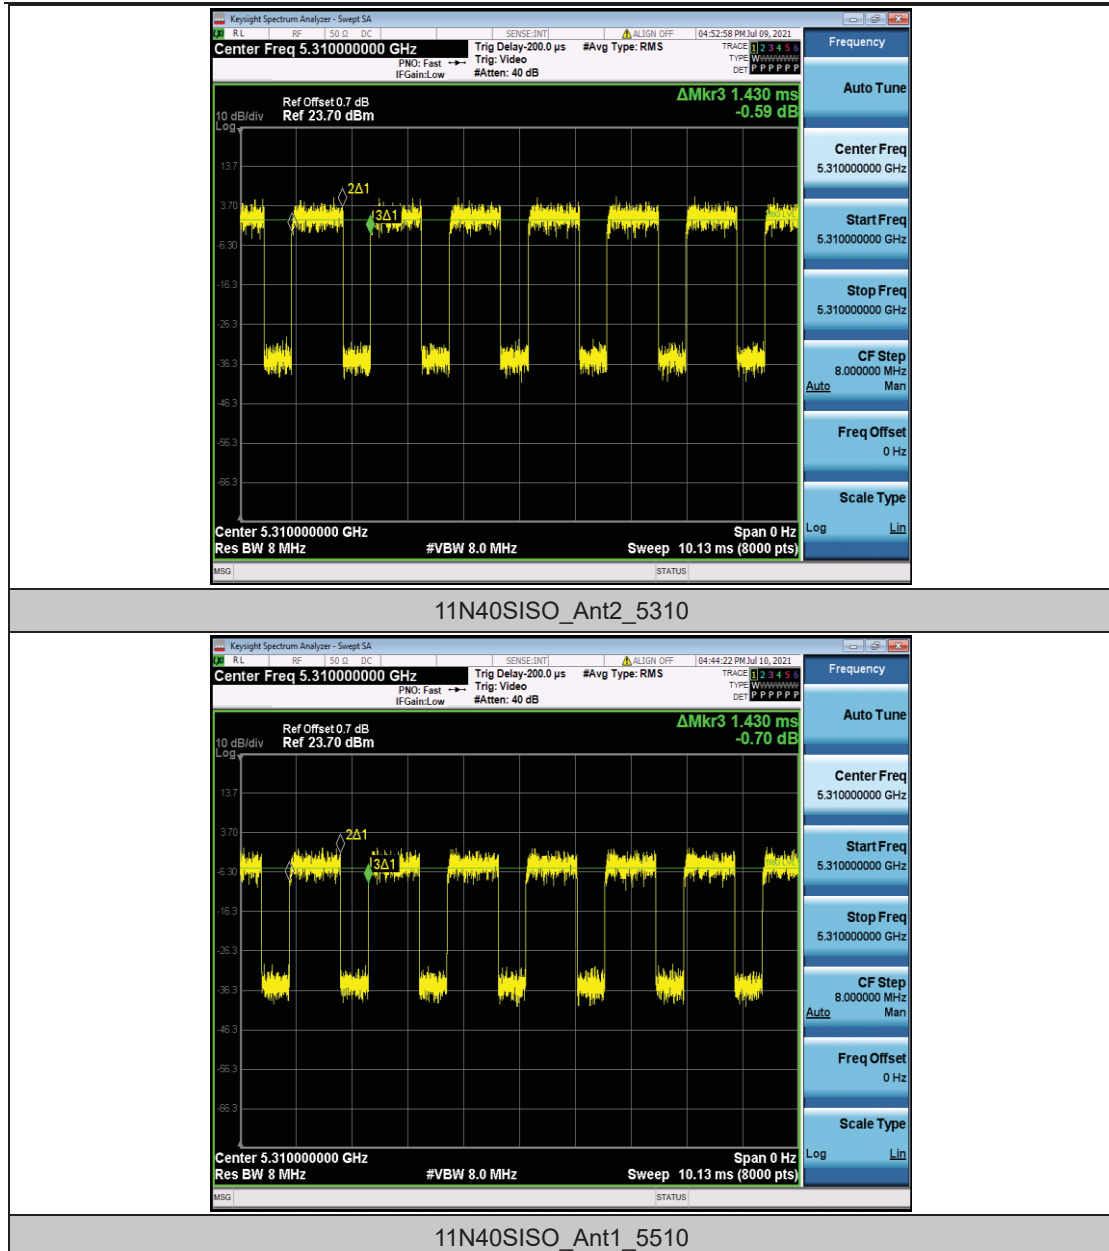 Keysight Spectrum Analyzer - Swept SA
LXI RL RF 50 Ω DC SENSE:INT ALIGN OFF 04:52:58 PM Jul 09, 2021
Center Freq 5.310000000 GHz
Trig Delay-200.0 µs #Avg Type: RMS TRACE 1 2 3 4 5 6
PNO: Fast Trig: Video TYPE WWWWWW
IFGain:Low #Atten: 40 dB DET P P P P P P
ΔMkr3 1.430 ms
-0.59 dB
Ref Offset 0.7 dB
10 dB/div Ref 23.70 dBm
Log
13.7
2Δ1
3.70
3Δ1
-6.30
-16.3
-26.3
-36.3
-46.3
-56.3
-66.3
Center 5.310000000 GHz Span 0 Hz
Res BW 8 MHz #VBW 8.0 MHz Sweep 10.13 ms (8000 pts)
MSG STATUS
Frequency
Auto Tune
Center Freq
5.310000000 GHz
Start Freq
5.310000000 GHz
Stop Freq
5.310000000 GHz
CF Step
8.000000 MHz
Auto Man
Freq Offset
0 Hz
Scale Type
Log Lin
11N40SISO_Ant2_5310
Keysight Spectrum Analyzer - Swept SA
LXI RL RF 50 Ω DC SENSE:INT ALIGN OFF 04:44:22 PM Jul 10, 2021
Center Freq 5.310000000 GHz
Trig Delay-200.0 µs #Avg Type: RMS TRACE 1 2 3 4 5 6
PNO: Fast Trig: Video TYPE WWWWWW
IFGain:Low #Atten: 40 dB DET P P P P P P
ΔMkr3 1.430 ms
-0.70 dB
Ref Offset 0.7 dB
10 dB/div Ref 23.70 dBm
Log
13.7
3.70
2Δ1
3Δ1
-6.30
-16.3
-26.3
-36.3
-46.3
-56.3
-66.3
Center 5.310000000 GHz Span 0 Hz
Res BW 8 MHz #VBW 8.0 MHz Sweep 10.13 ms (8000 pts)
MSG STATUS
Frequency
Auto Tune
Center Freq
5.310000000 GHz
Start Freq
5.310000000 GHz
Stop Freq
5.310000000 GHz
CF Step
8.000000 MHz
Auto Man
Freq Offset
0 Hz
Scale Type
Log Lin
11N40SISO_Ant1_5510